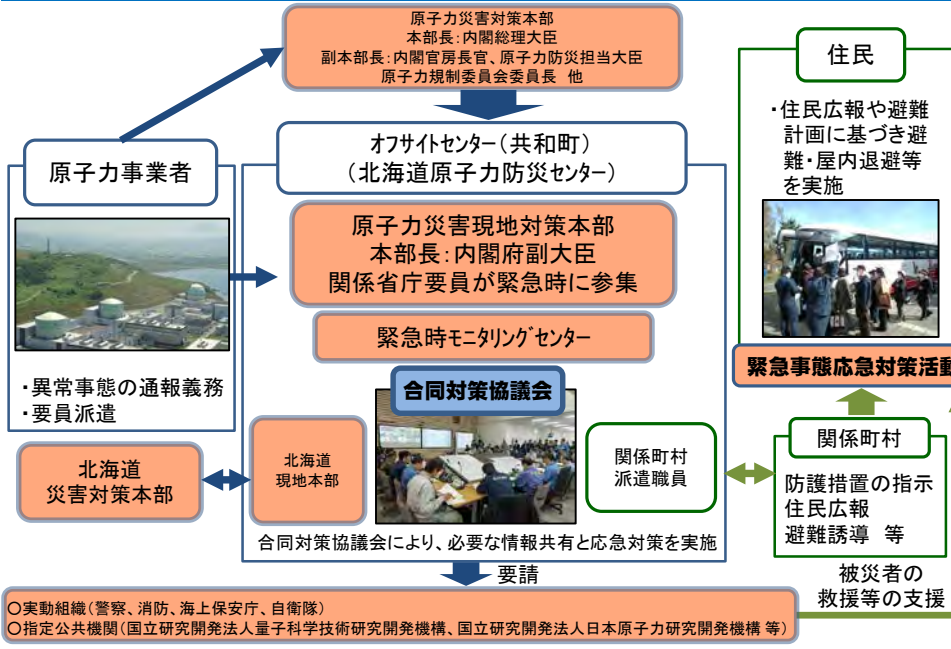 原子力災害対策本部
本部長:内閣総理大臣
副本部長:内閣官房長官、原子力防災担当大臣
原子力規制委員会委員長 他
原子力事業者
・異常事態の通報義務
・要員派遣
オフサイトセンター(共和町)
(北海道原子力防災センター)
原子力災害現地対策本部
本部長:内閣府副大臣
関係省庁要員が緊急時に参集
緊急時モニタリングセンター
合同対策協議会
北海道
災害対策本部
北海道
現地本部
関係町村
派遣職員
合同対策協議会により、必要な情報共有と応急対策を実施
要請
○実動組織(警察、消防、海上保安庁、自衛隊)
○指定公共機関(国立研究開発法人量子科学技術研究開発機構、国立研究開発法人日本原子力研究開発機構 等)
住民
・住民広報や避難
計画に基づき避
難・屋内退避等
を実施
緊急事態応急対策活動
関係町村
防護措置の指示
住民広報
避難誘導 等
被災者の
救援等の支援